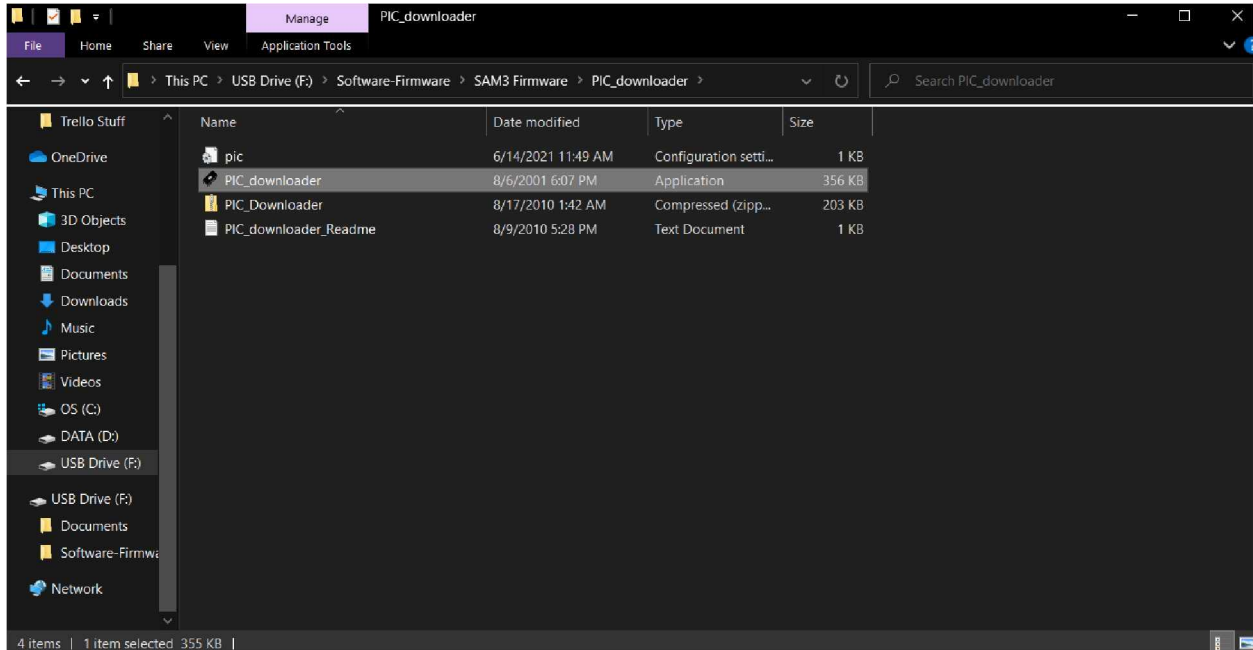 Manage PIC_downloader
File Home Share View Application Tools
This PC > USB Drive (F:) > Software-Firmware > SAM3 Firmware > PIC_downloader > Search PIC_downloader
Trello Stuff
OneDrive
This PC
3D Objects
Desktop
Documents
Downloads
Music
Pictures
Videos
OS (C:)
DATA (D:)
USB Drive (F:)
USB Drive (F:)
Documents
Software-Firmwa
Network
Name Date modified Type Size
pic 6/14/2021 11:49 AM Configuration setti... 1 KB
PIC_downloader 8/6/2001 6:07 PM Application 356 KB
PIC_Downloader 8/17/2010 1:42 AM Compressed (zipp... 203 KB
PIC_downloader_Readme 8/9/2010 5:28 PM Text Document 1 KB
4 items | 1 item selected 355 KB |